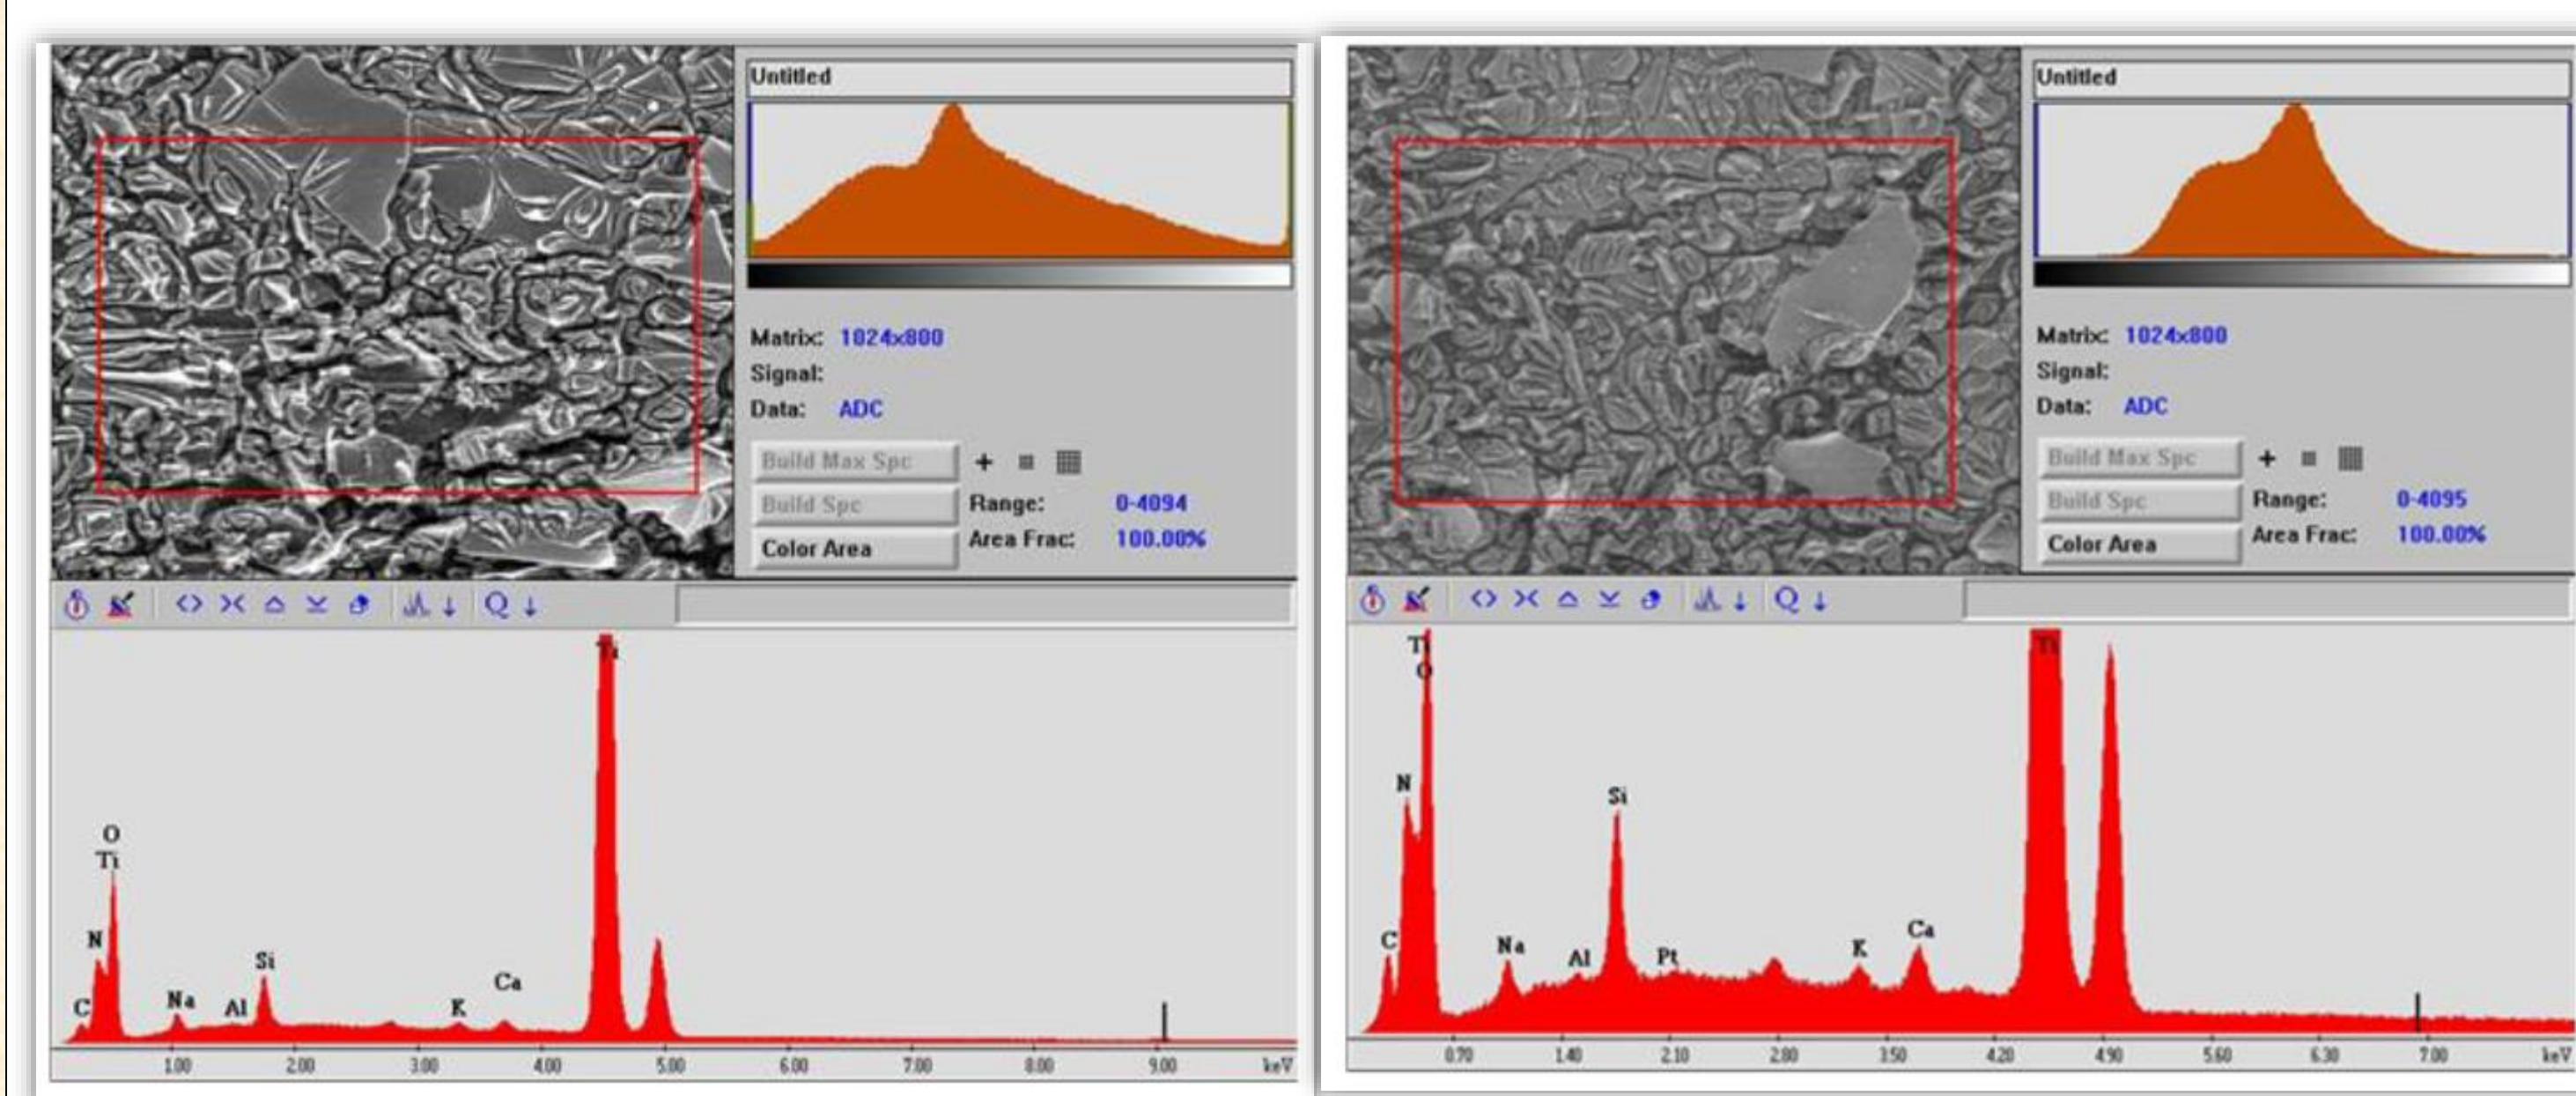 Untitled
Matrix: 1024x800
Signal:
Data: ADC
Build Max Spc
Build Spc
Range: 0-4094
Color Area
Area Frac: 100.00%
Q
Ti
O
Ti
N
C
Na
Al
Si
K
Ca
1.00 2.00 3.00 4.00 5.00 6.00 7.00 8.00 9.00 keV
Untitled
Matrix: 1024x800
Signal:
Data: ADC
Build Max Spc
Build Spc
Range: 0-4095
Color Area
Area Frac: 100.00%
Q
Ti
O
Ti
N
Si
C
Na
Al
Pt
K
Ca
0.70 1.40 2.10 2.80 3.50 4.20 4.90 5.60 6.30 7.00 keV